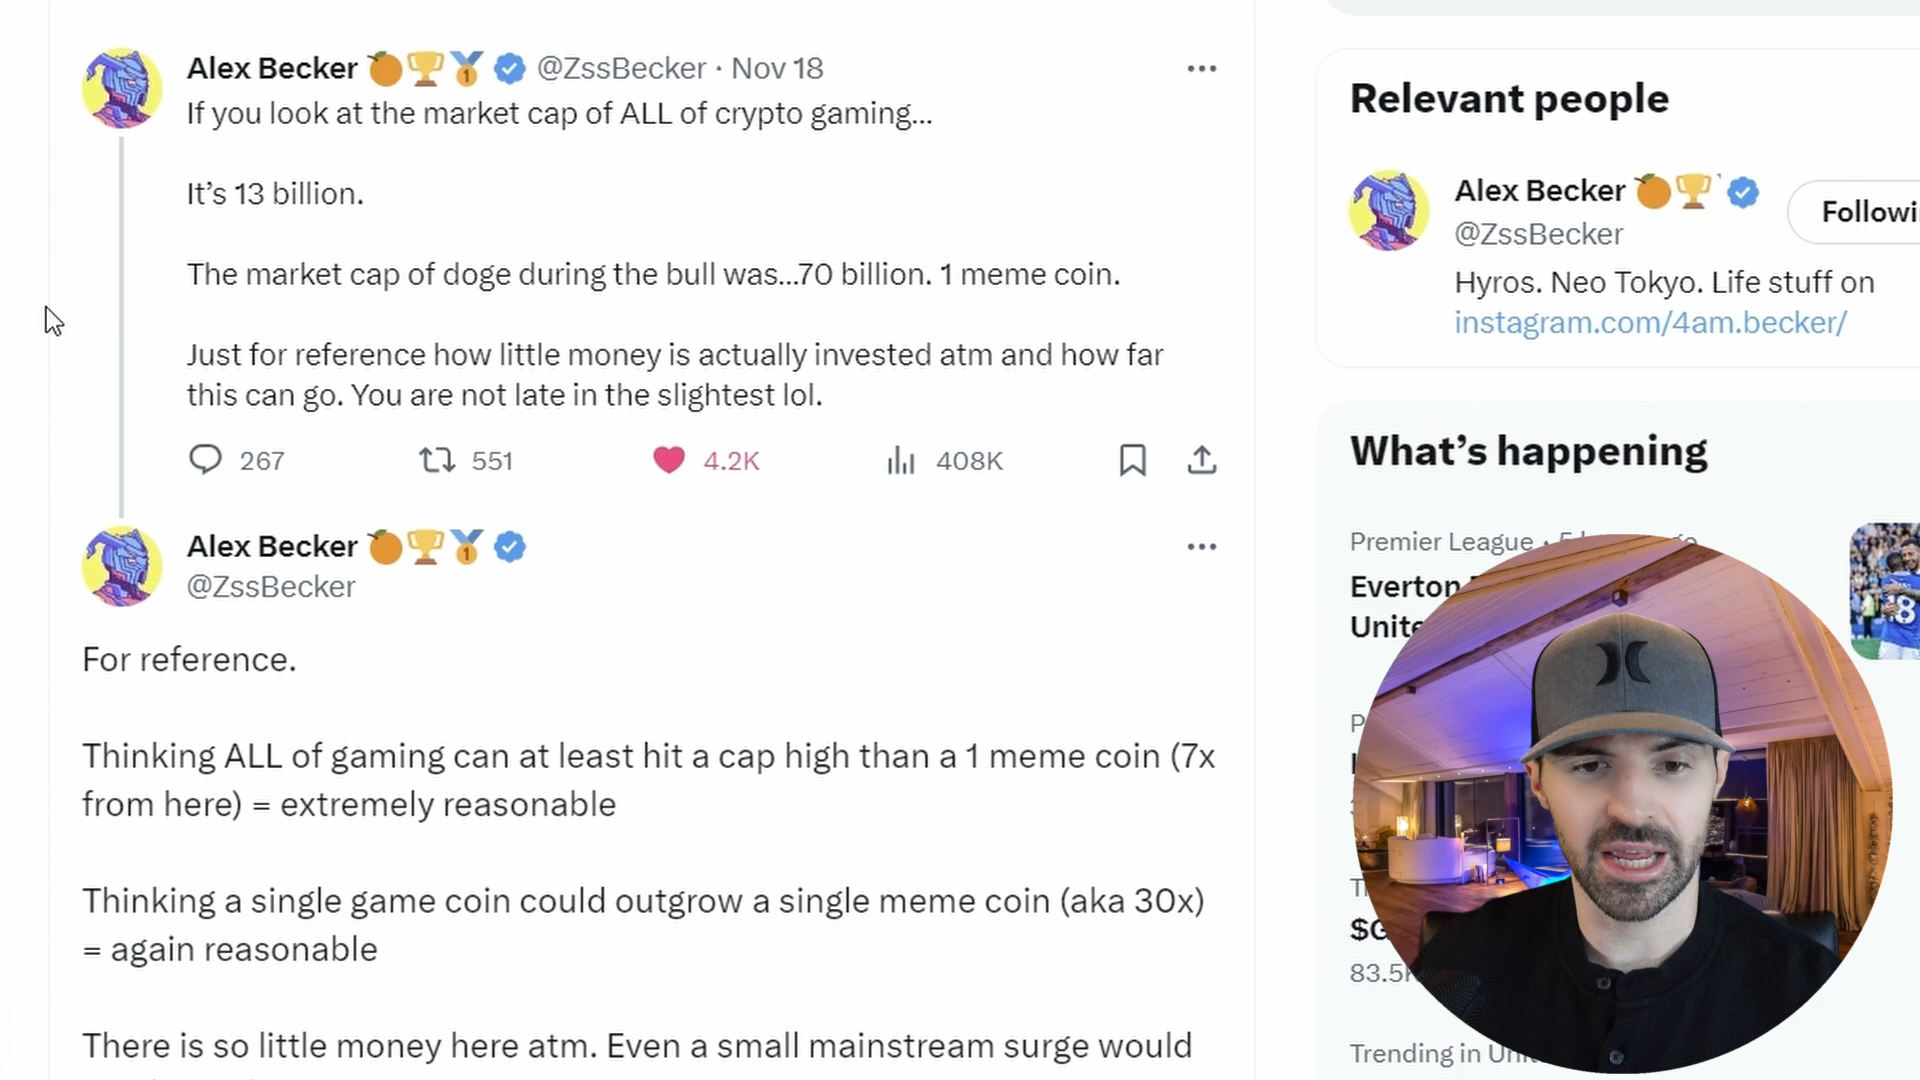 Alex Becker @ZssBecker · Nov 18
If you look at the market cap of ALL of crypto gaming...
It's 13 billion.
The market cap of doge during the bull was...70 billion. 1 meme coin.
Just for reference how little money is actually invested atm and how far
this can go. You are not late in the slightest lol.
267 551 4.2K 408K
Alex Becker
@ZssBecker
For reference.
Thinking ALL of gaming can at least hit a cap high than a 1 meme coin (7x
from here) = extremely reasonable
Thinking a single game coin could outgrow a single meme coin (aka 30x)
= again reasonable
There is so little money here atm. Even a small mainstream surge would
Relevant people
Alex Becker
@ZssBecker
Followi
Hyros. Neo Tokyo. Life stuff on
instagram.com/4am.becker/
What's happening
Premier League ·
Everton
Unite
$G
83.5K
Trending in